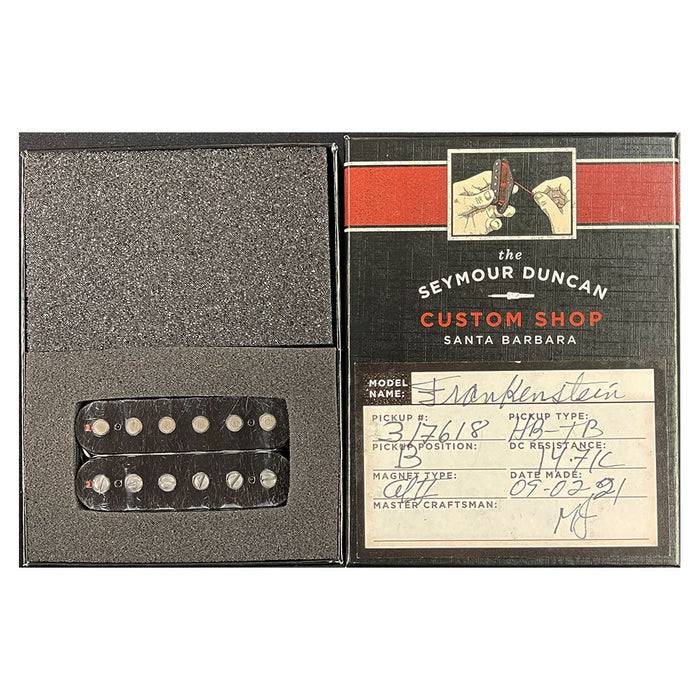 the
SEYMOUR DUNCAN
CUSTOM SHOP
SANTA BARBARA
MODEL NAME: Frankenstein
PICKUP #: 317618 PICKUP TYPE: HB-TB
PICKUP POSITION: B DC RESISTANCE: 14.71K
MAGNET TYPE: DATE MADE: 09-02-21
MASTER CRAFTSMAN: MJ